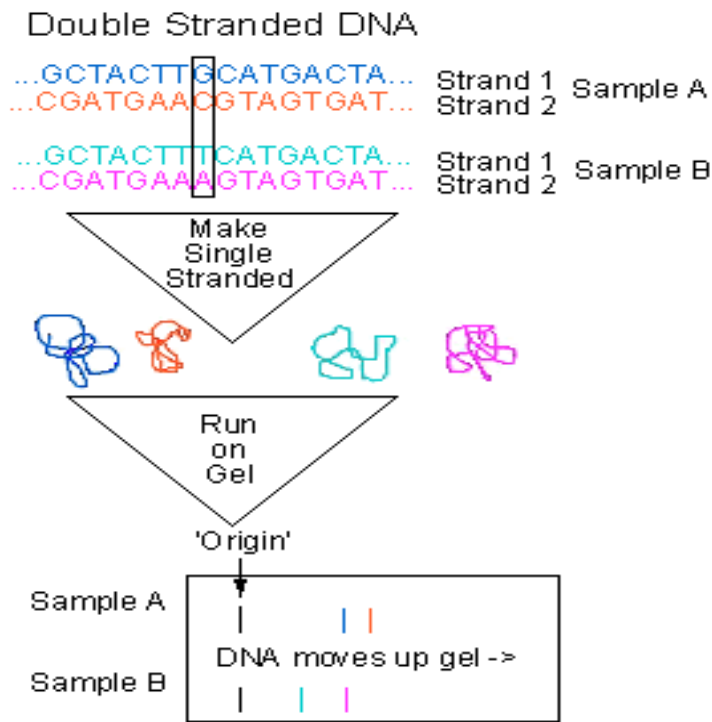 Double Stranded DNA
...GCTACTTGCATGACTA... Strand 1 Sample A
...CGATGAACGTAGTGAT... Strand 2
...GCTACTTTCATGACTA... Strand 1 Sample B
...CGATGAAAGTAGTGAT... Strand 2
Make
Single
Stranded
Run
on
Gel
'Origin'
Sample A
DNA moves up gel ->
Sample B